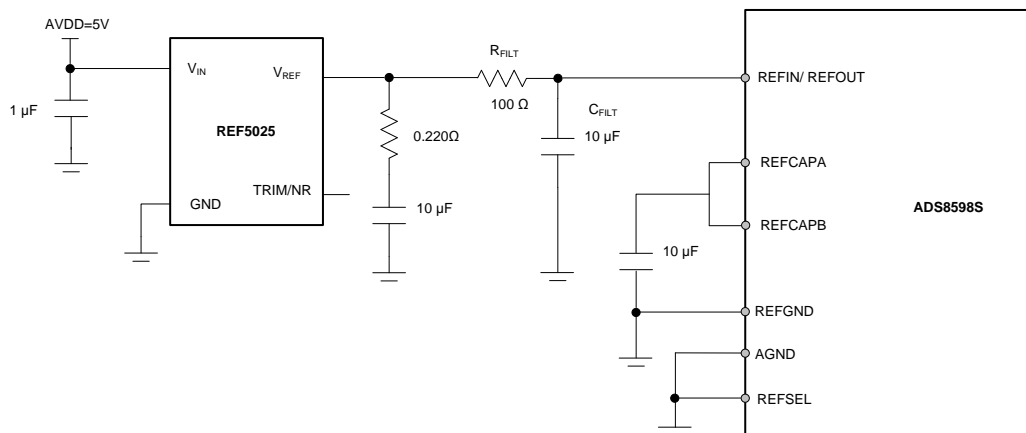 AVDD=5V
1 µF
VIN
VREF
REF5025
TRIM/NR
GND
0.220Ω
10 µF
RFILT
100 Ω
CFILT
10 µF
10 µF
REFIN/ REFOUT
REFCAPA
REFCAPB
ADS8598S
REFGND
AGND
REFSEL